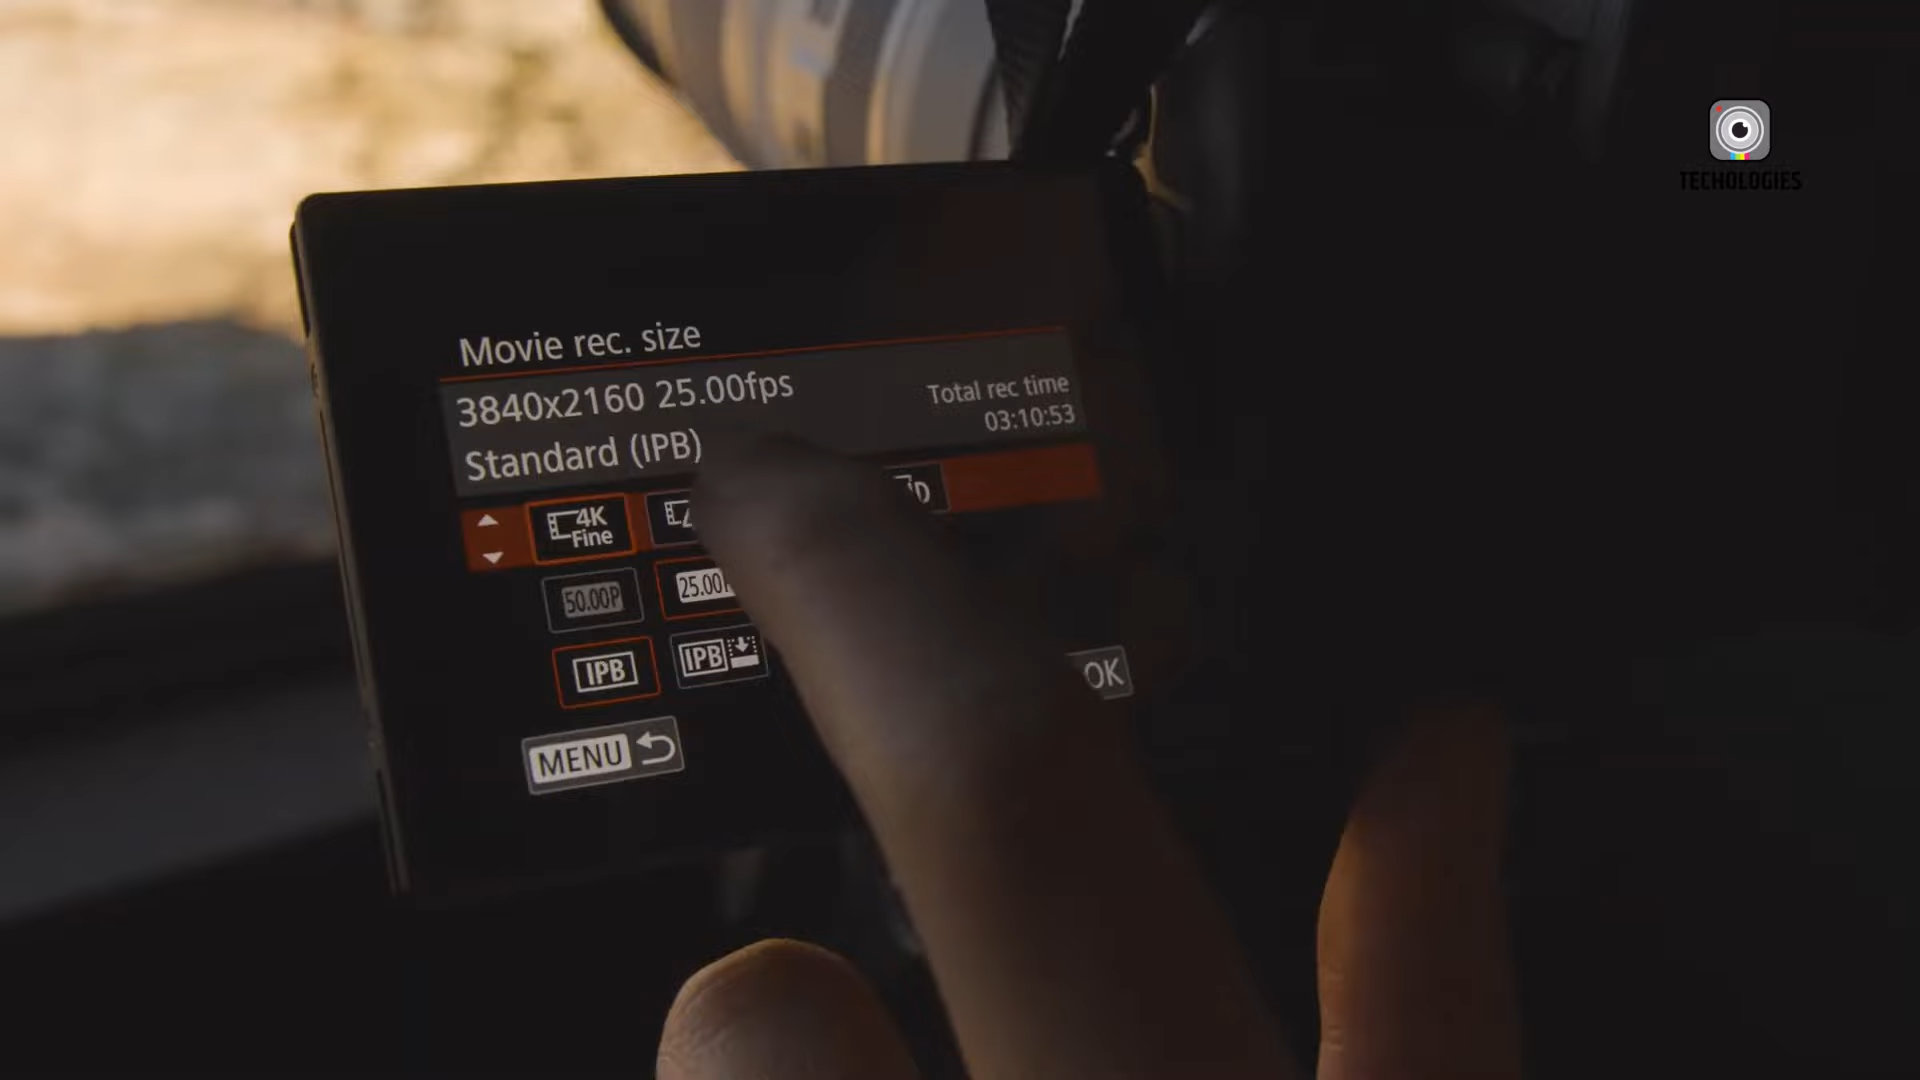 TECHOLOGIES
Movie rec. size
3840x2160 25.00fps
Standard (IPB)
Total rec time
03:10:53
4K
Fine
50.00P
IPB
IPB
MENU
OK